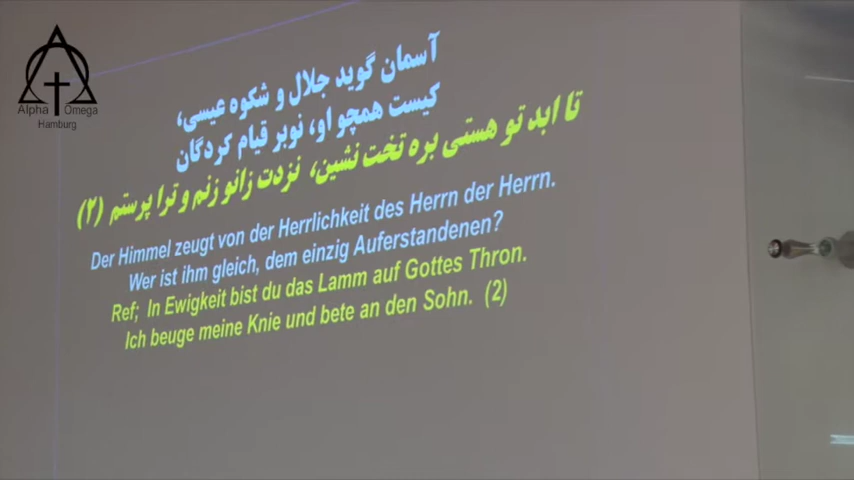 Alpha Omega
Hamburg
آسمان گوید جلال و شکوه عیسی،
کیست همچو او، نوبر قیام کردگان
تا ابد تو هستی بره تخت نشین، نزدت زانو زنم و ترا پرستم (۲)
Der Himmel zeugt von der Herrlichkeit des Herrn der Herrn.
Wer ist ihm gleich, dem einzig Auferstandenen?
Ref; In Ewigkeit bist du das Lamm auf Gottes Thron.
Ich beuge meine Knie und bete an den Sohn. (2)